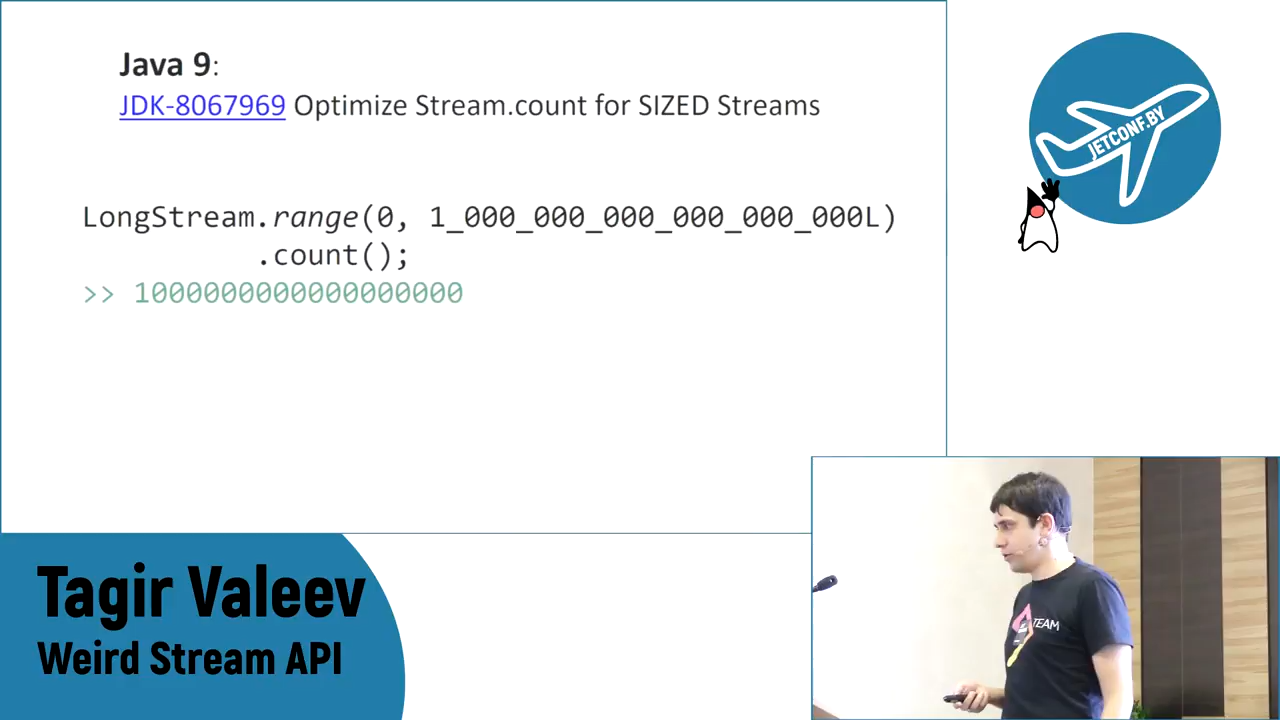 Java 9:
JDK-8067969 Optimize Stream.count for SIZED Streams
LongStream.range(0, 1_000_000_000_000_000_000L)
.count();
>> 1000000000000000000
JETCONF.BY
Tagir Valeev
Weird Stream API
TEAM